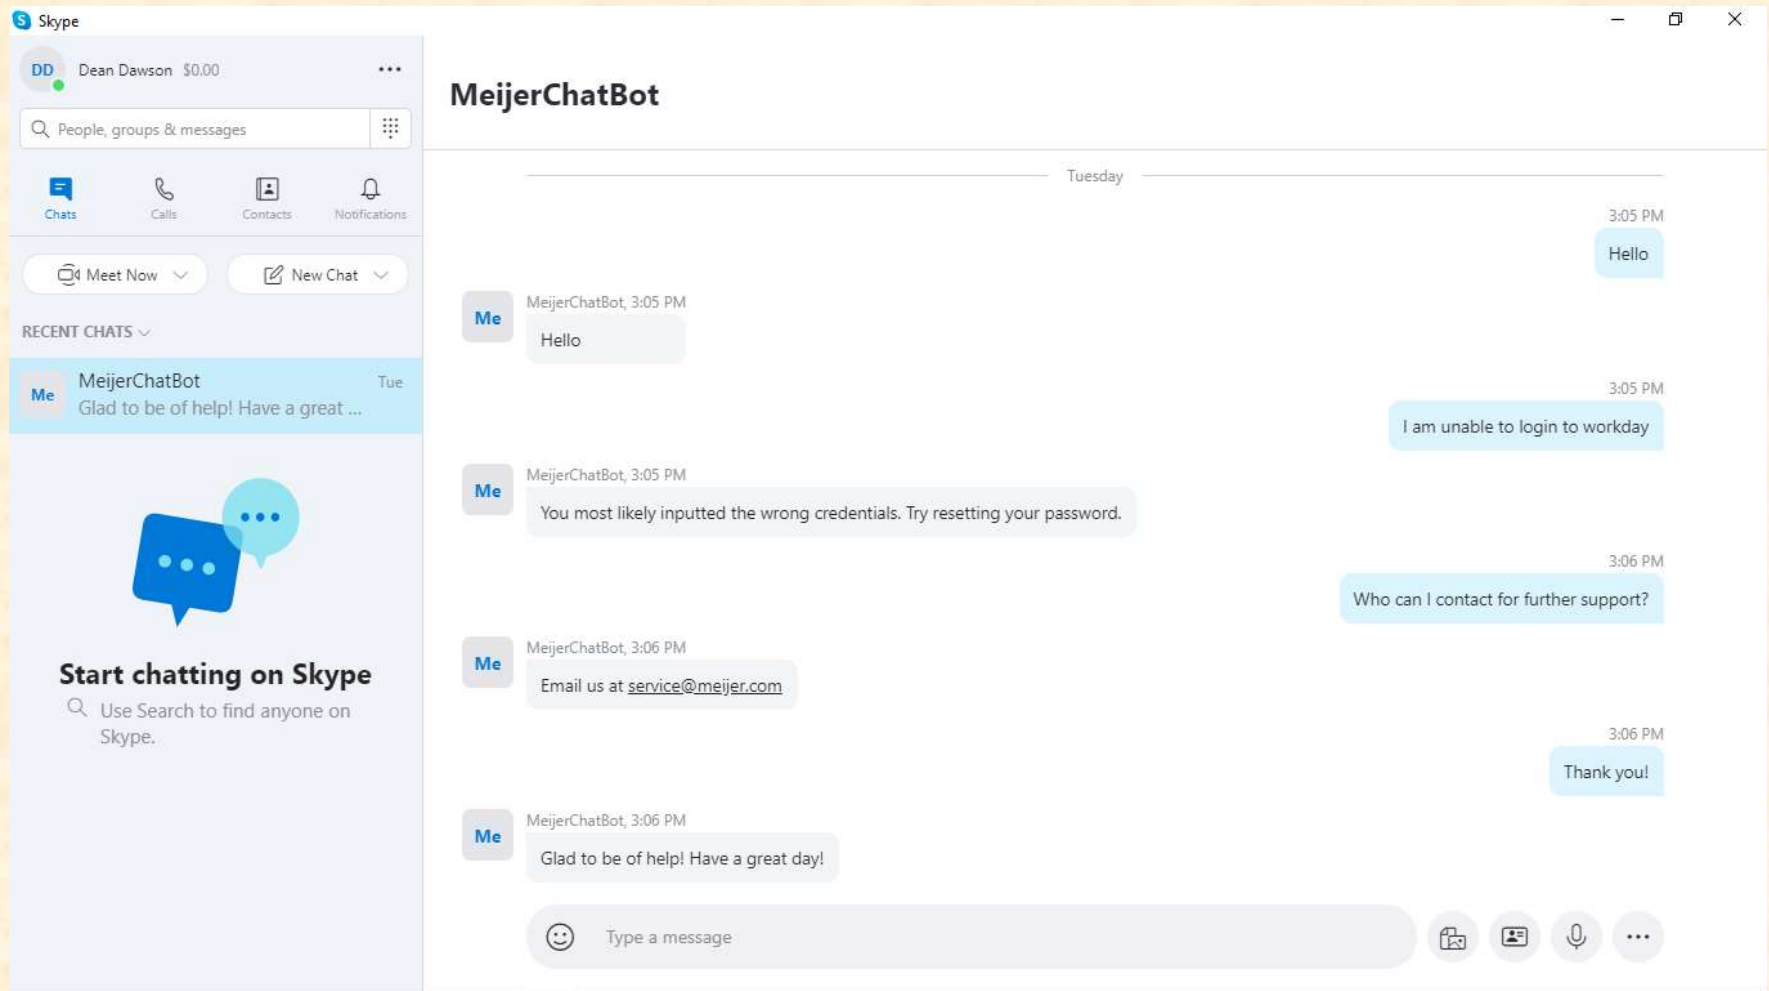 Skype
DD Dean Dawson $0.00
People, groups & messages
Chats Calls Contacts Notifications
Meet Now New Chat
RECENT CHATS
Me MeijerChatBot Tue
Glad to be of help! Have a great ...
Start chatting on Skype
Use Search to find anyone on
Skype.
MeijerChatBot
Tuesday
3:05 PM
Hello
MeijerChatBot, 3:05 PM
Me
Hello
3:05 PM
I am unable to login to workday
MeijerChatBot, 3:05 PM
Me
You most likely inputted the wrong credentials. Try resetting your password.
3:06 PM
Who can I contact for further support?
MeijerChatBot, 3:06 PM
Me
Email us at service@meijer.com
3:06 PM
Thank you!
MeijerChatBot, 3:06 PM
Me
Glad to be of help! Have a great day!
Type a message